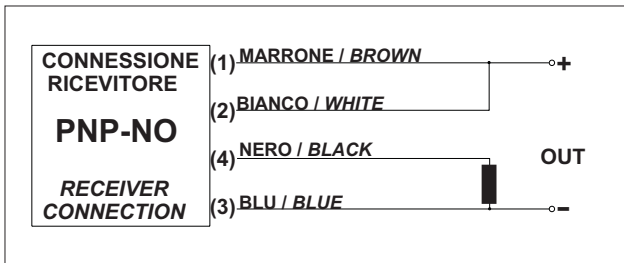 CONNESSIONE
RICEVITORE
PNP-NO
RECEIVER
CONNECTION
(1) MARRONE / BROWN
(2) BIANCO / WHITE
(4) NERO / BLACK
(3) BLU / BLUE
+
OUT
-